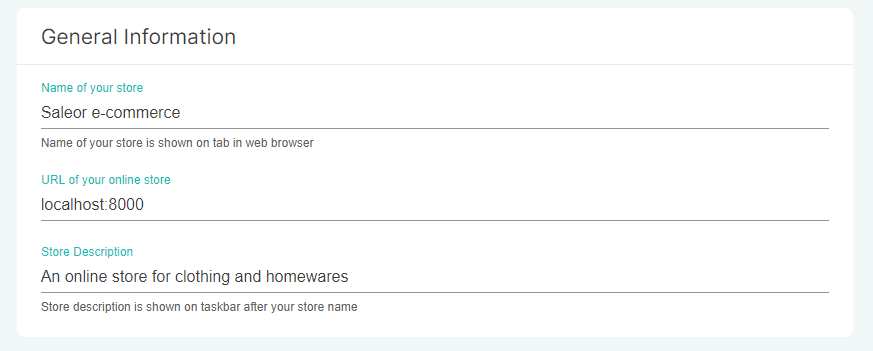 General Information
Name of your store
Saleor e-commerce
Name of your store is shown on tab in web browser
URL of your online store
localhost:8000
Store Description
An online store for clothing and homewares
Store description is shown on taskbar after your store name